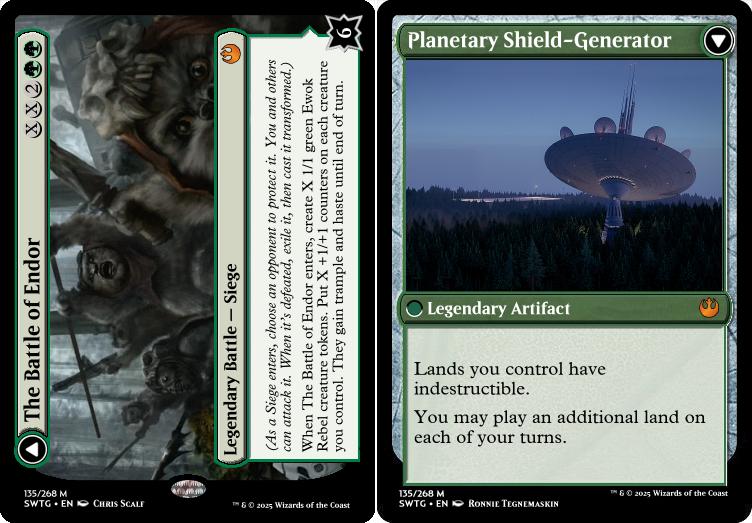 The Battle of Endor
XX2
Legendary Battle – Siege
6
(As a Siege enters, choose an opponent to protect it. You and others
can attack it. When it's defeated, exile it, then cast it transformed.)
When The Battle of Endor enters, create X 1/1 green Ewok
Rebel creature tokens. Put X +1/+1 counters on each creature
you control. They gain trample and haste until end of turn.
135/268 M
SWTG • EN Chris Scalf
™ & © 2025 Wizards of the Coast
Planetary Shield-Generator
Legendary Artifact
Lands you control have
indestructible.
You may play an additional land on
each of your turns.
135/268 M
SWTG • EN Ronnie Tegnemaskin
™ & © 2025 Wizards of the Coast